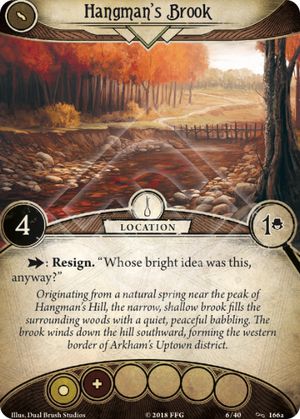 Hangman's Brook
4
LOCATION
1
: Resign. "Whose bright idea was this,
anyway?"
Originating from a natural spring near the peak of
Hangman's Hill, the narrow, shallow brook fills the
surrounding woods with a quiet, peaceful babbling. The
brook winds down the hill southward, forming the western
border of Arkham's Uptown district.
Illus. Dual Brush Studios
© 2018 FFG
6/40
166a